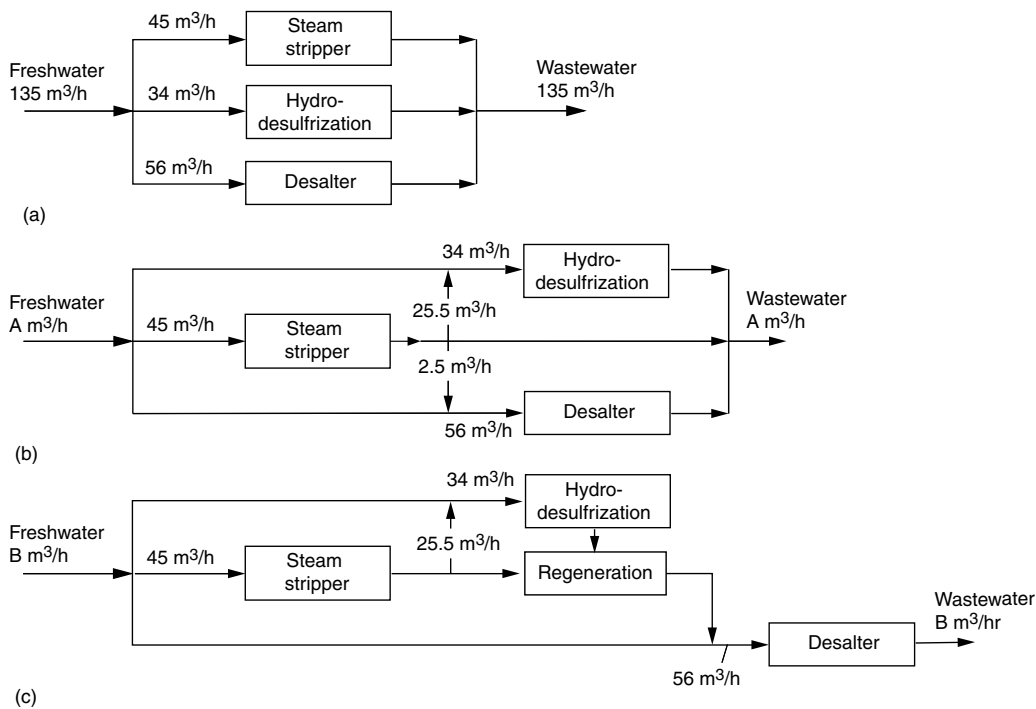 45 m³/h
Steam
stripper
Freshwater
135 m³/h
34 m³/h
Hydro-
desulfrization
Wastewater
135 m³/h
56 m³/h
Desalter
(a)
34 m³/h
Hydro-
desulfrization
Freshwater
A m³/h
45 m³/h
Steam
stripper
25.5 m³/h
2.5 m³/h
Wastewater
A m³/h
56 m³/h
Desalter
(b)
34 m³/h
Hydro-
desulfrization
Freshwater
B m³/h
45 m³/h
Steam
stripper
25.5 m³/h
Regeneration
Wastewater
B m³/hr
Desalter
56 m³/h
(c)